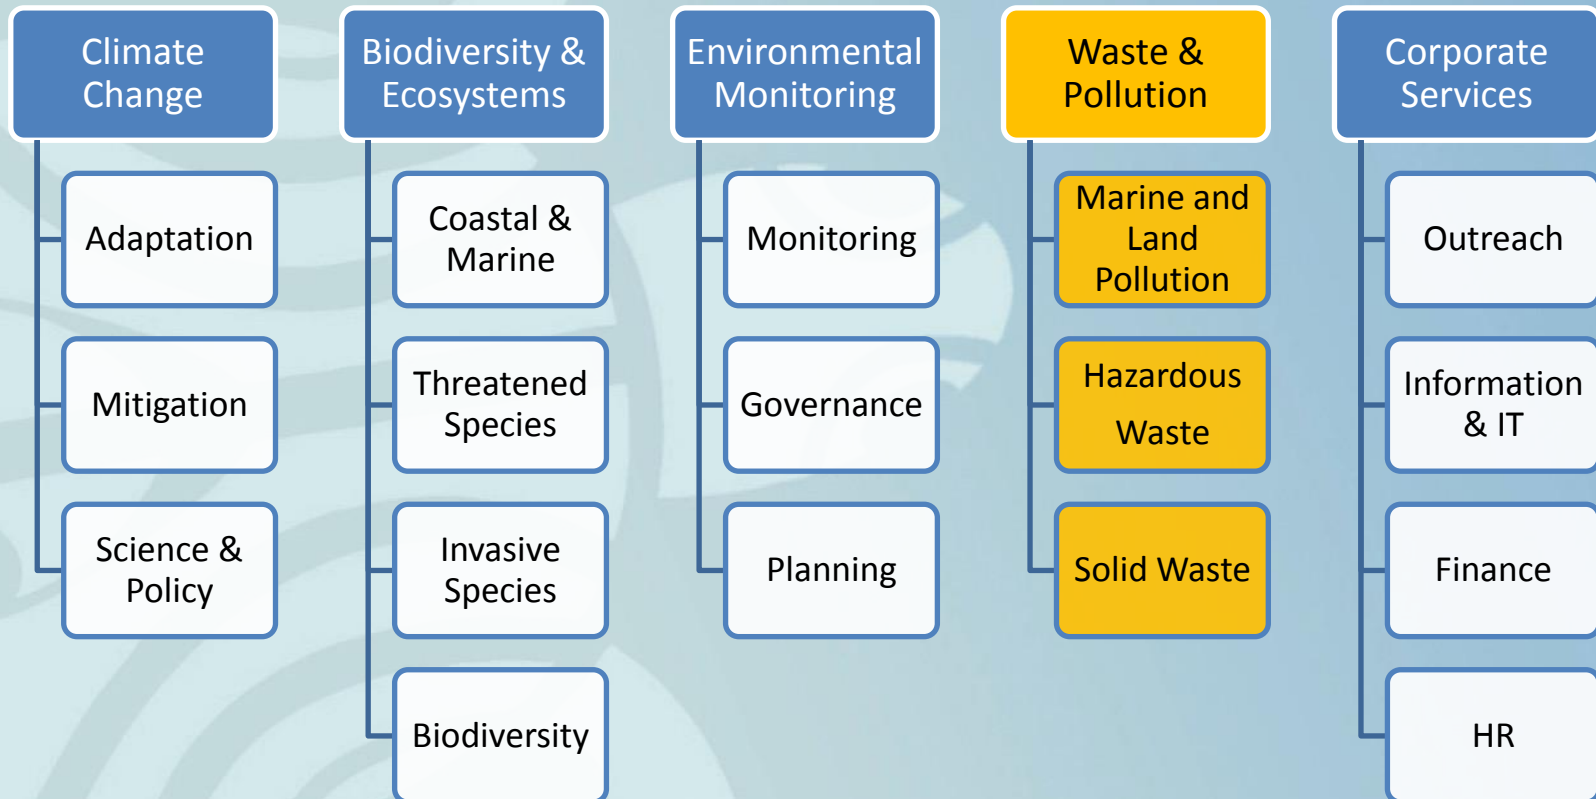 Climate
Change
Adaptation
Mitigation
Science &
Policy
Biodiversity &
Ecosystems
Coastal &
Marine
Threatened
Species
Invasive
Species
Biodiversity
Environmental
Monitoring
Monitoring
Governance
Planning
Waste &
Pollution
Marine and
Land
Pollution
Hazardous
Waste
Solid Waste
Corporate
Services
Outreach
Information
& IT
Finance
HR